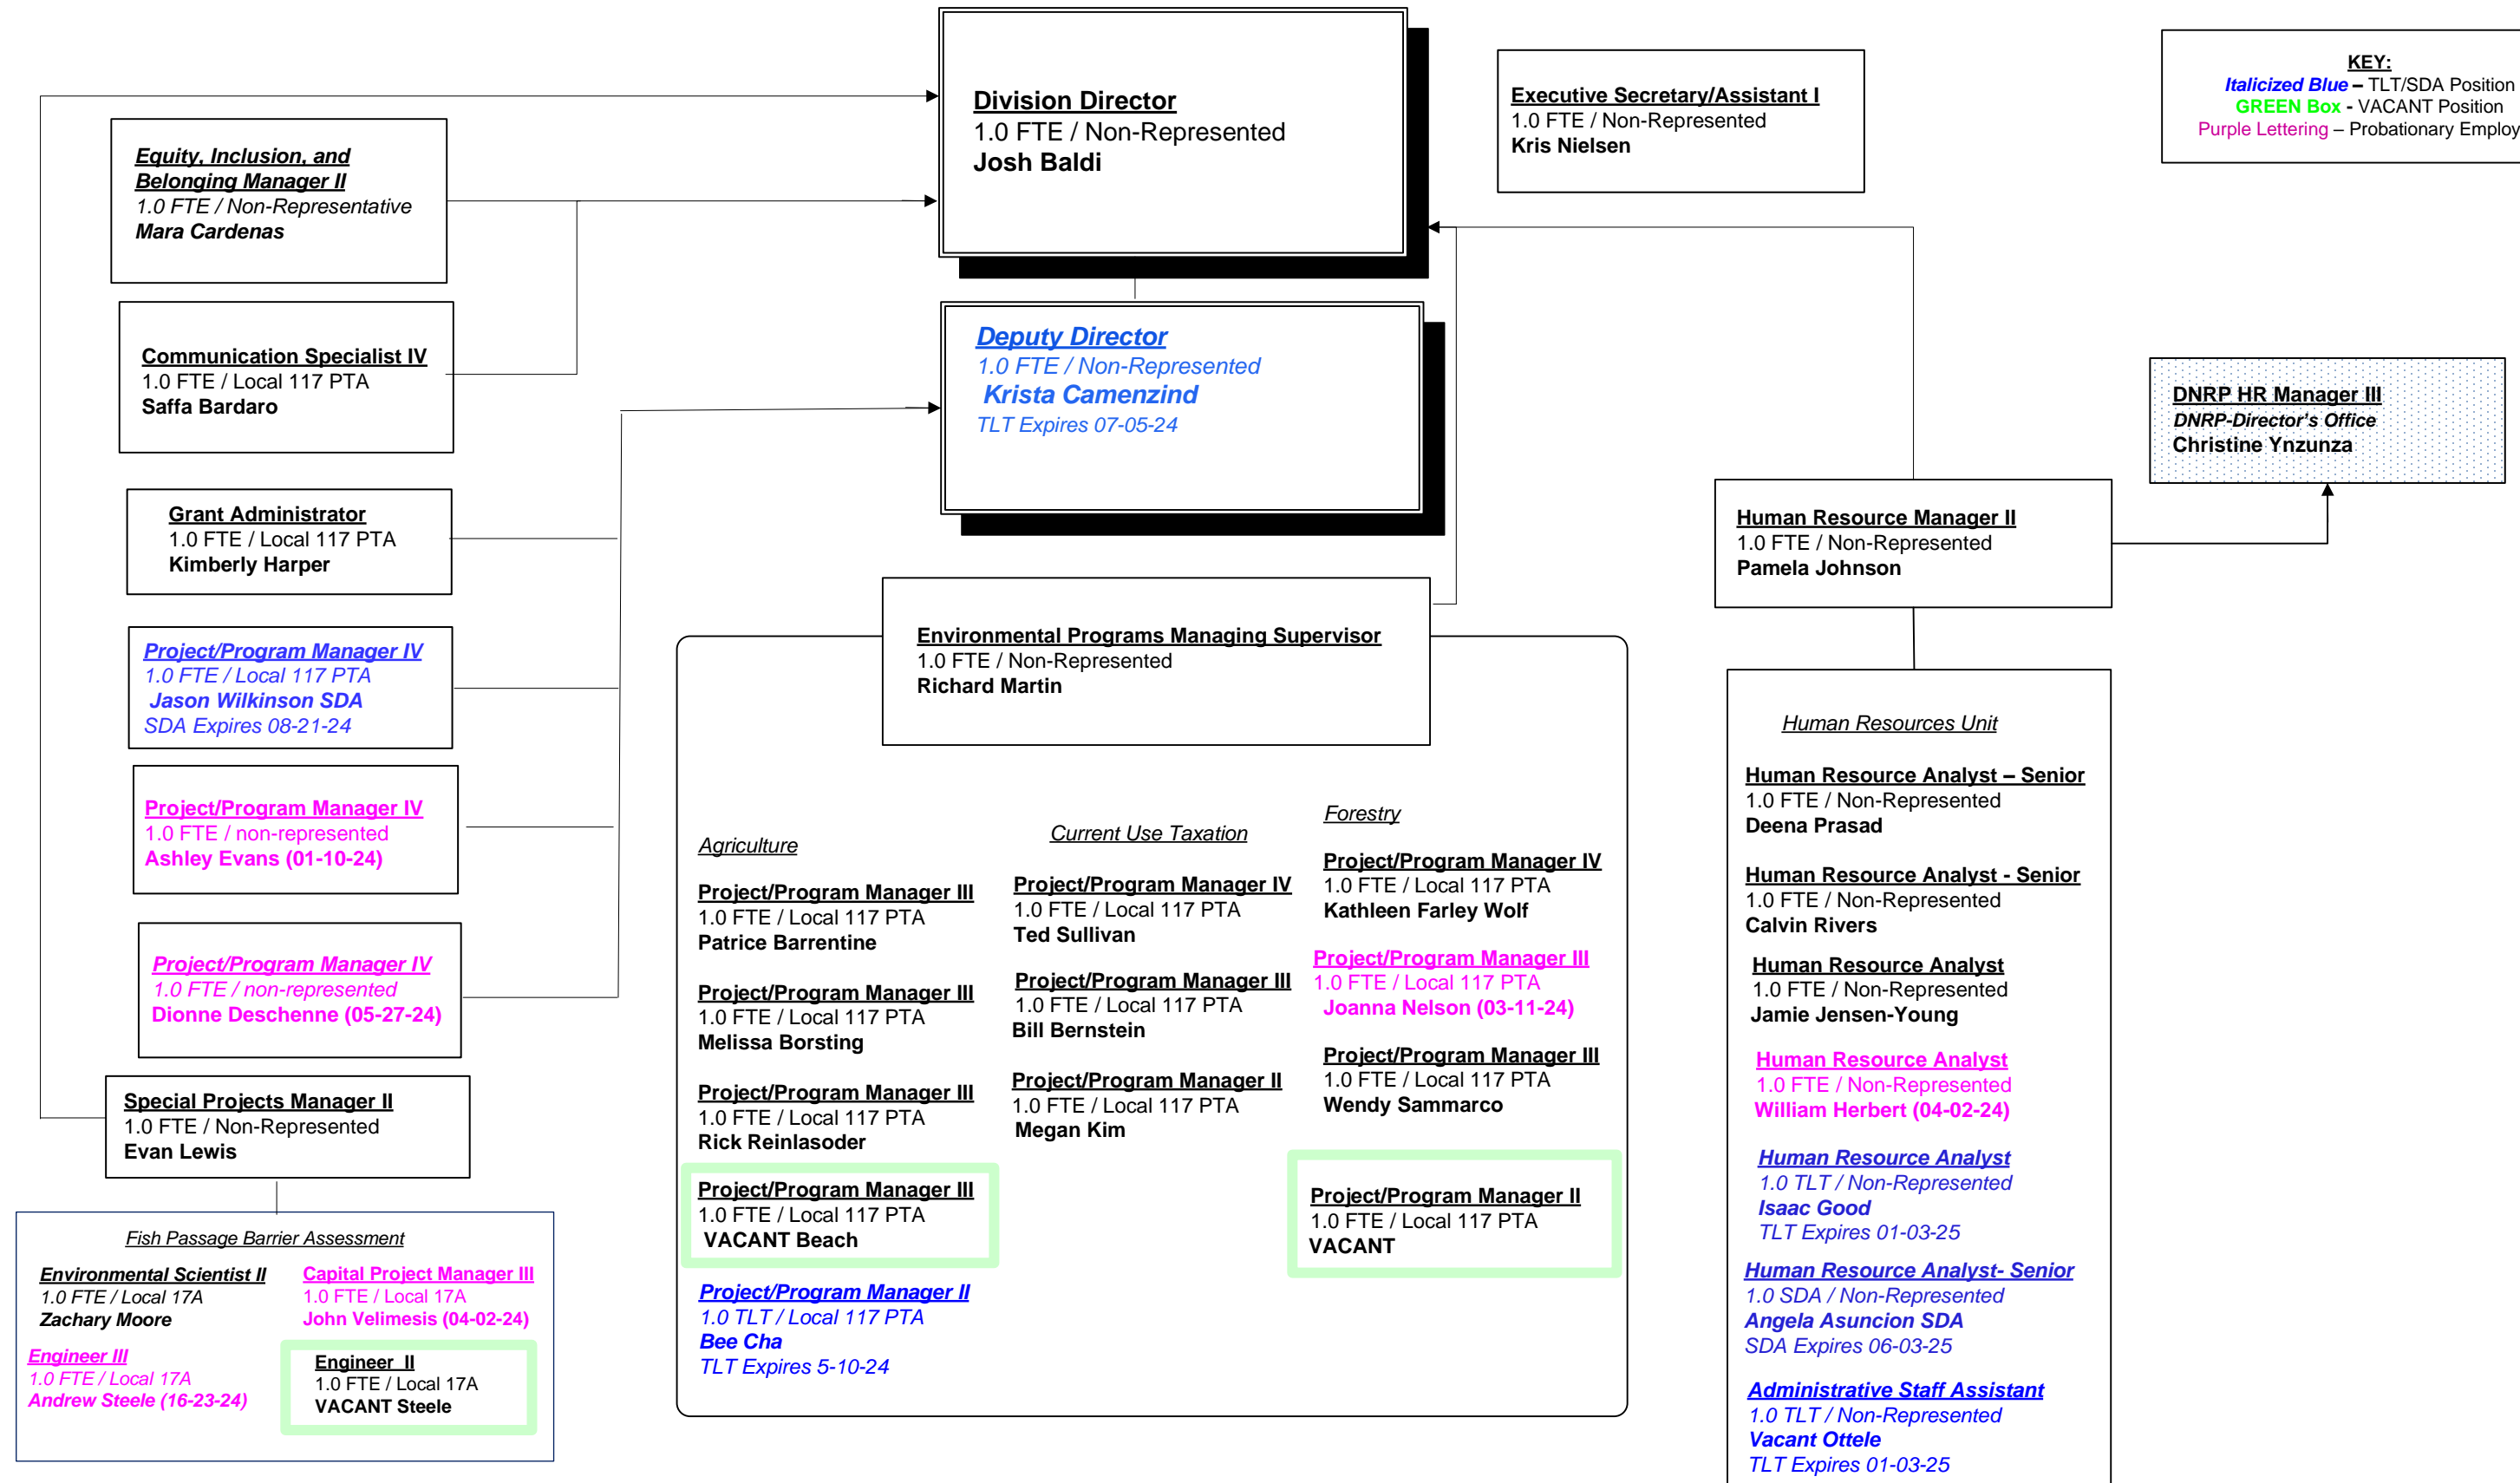 Division Director
1.0 FTE / Non-Represented
Josh Baldi
Executive Secretary/Assistant I
1.0 FTE / Non-Represented
Kris Nielsen
KEY:
Italicized Blue – TLT/SDA Position
GREEN Box - VACANT Position
Purple Lettering – Probationary Employ
Equity, Inclusion, and
Belonging Manager II
1.0 FTE / Non-Representative
Mara Cardenas
Communication Specialist IV
1.0 FTE / Local 117 PTA
Saffa Bardaro
Deputy Director
1.0 FTE / Non-Represented
Krista Camenzind
TLT Expires 07-05-24
DNRP HR Manager III
DNRP-Director's Office
Christine Ynzunza
Grant Administrator
1.0 FTE / Local 117 PTA
Kimberly Harper
Human Resource Manager II
1.0 FTE / Non-Represented
Pamela Johnson
Project/Program Manager IV
1.0 FTE / Local 117 PTA
Jason Wilkinson SDA
SDA Expires 08-21-24
Project/Program Manager IV
1.0 FTE / non-represented
Ashley Evans (01-10-24)
Project/Program Manager IV
1.0 FTE / non-represented
Dionne Deschenne (05-27-24)
Special Projects Manager II
1.0 FTE / Non-Represented
Evan Lewis
Fish Passage Barrier Assessment
Environmental Scientist II
1.0 FTE / Local 17A
Zachary Moore
Capital Project Manager III
1.0 FTE / Local 17A
John Velimesis (04-02-24)
Engineer III
1.0 FTE / Local 17A
Andrew Steele (16-23-24)
Engineer II
1.0 FTE / Local 17A
VACANT Steele
Environmental Programs Managing Supervisor
1.0 FTE / Non-Represented
Richard Martin
Agriculture
Project/Program Manager III
1.0 FTE / Local 117 PTA
Patrice Barrentine
Project/Program Manager III
1.0 FTE / Local 117 PTA
Melissa Borsting
Project/Program Manager III
1.0 FTE / Local 117 PTA
Rick Reinlasoder
Project/Program Manager III
1.0 FTE / Local 117 PTA
VACANT Beach
Project/Program Manager II
1.0 TLT / Local 117 PTA
Bee Cha
TLT Expires 5-10-24
Current Use Taxation
Project/Program Manager IV
1.0 FTE / Local 117 PTA
Ted Sullivan
Project/Program Manager III
1.0 FTE / Local 117 PTA
Bill Bernstein
Project/Program Manager II
1.0 FTE / Local 117 PTA
Megan Kim
Forestry
Project/Program Manager IV
1.0 FTE / Local 117 PTA
Kathleen Farley Wolf
Project/Program Manager III
1.0 FTE / Local 117 PTA
Joanna Nelson (03-11-24)
Project/Program Manager III
1.0 FTE / Local 117 PTA
Wendy Sammarco
Project/Program Manager II
1.0 FTE / Local 117 PTA
VACANT
Human Resources Unit
Human Resource Analyst – Senior
1.0 FTE / Non-Represented
Deena Prasad
Human Resource Analyst - Senior
1.0 FTE / Non-Represented
Calvin Rivers
Human Resource Analyst
1.0 FTE / Non-Represented
Jamie Jensen-Young
Human Resource Analyst
1.0 FTE / Non-Represented
William Herbert (04-02-24)
Human Resource Analyst
1.0 TLT / Non-Represented
Isaac Good
TLT Expires 01-03-25
Human Resource Analyst- Senior
1.0 SDA / Non-Represented
Angela Asuncion SDA
SDA Expires 06-03-25
Administrative Staff Assistant
1.0 TLT / Non-Represented
Vacant Ottele
TLT Expires 01-03-25